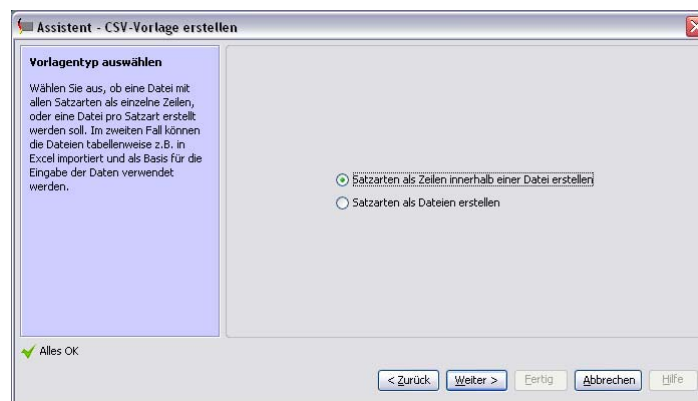 Assistent - CSV-Vorlage erstellen
Vorlagentyp auswählen
Wählen Sie aus, ob eine Datei mit
allen Satzarten als einzelne Zeilen,
oder eine Datei pro Satzart erstellt
werden soll. Im zweiten Fall können
die Dateien tabellenweise z.B. in
Excel importiert und als Basis für die
Eingabe der Daten verwendet
werden.
Satzarten als Zeilen innerhalb einer Datei erstellen
Satzarten als Dateien erstellen
Alles OK
< Zurück Weiter > Fertig Abbrechen Hilfe